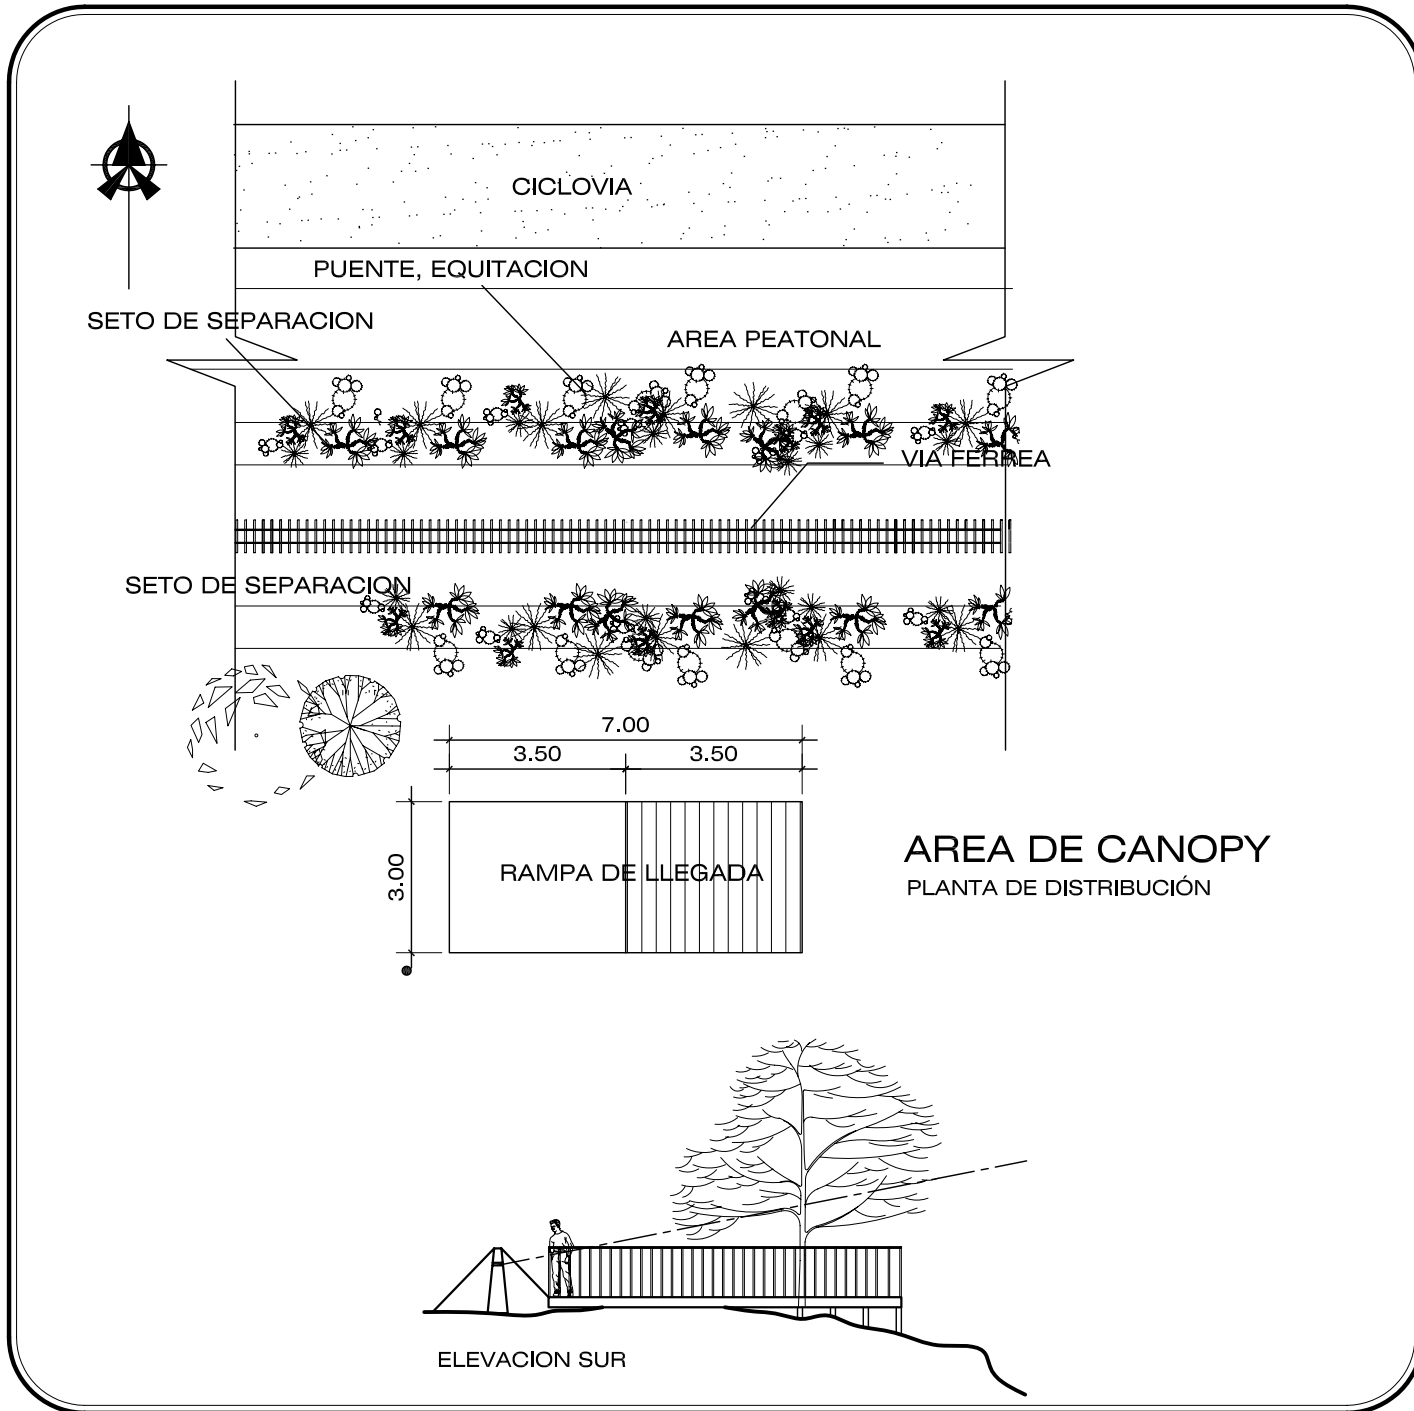 CICLOVIA
PUENTE, EQUITACION
SETO DE SEPARACION
AREA PEATONAL
VIA FERREA
SETO DE SEPARACION
7.00
3.50
3.50
3.00
RAMPA DE LLEGADA
AREA DE CANOPY
PLANTA DE DISTRIBUCIÓN
ELEVACION SUR